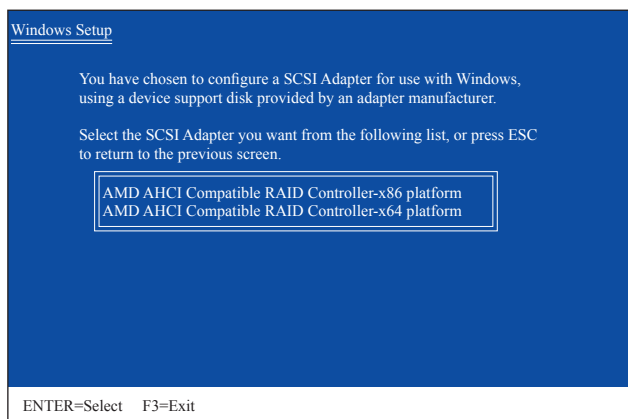 Windows Setup
You have chosen to configure a SCSI Adapter for use with Windows,
using a device support disk provided by an adapter manufacturer.
Select the SCSI Adapter you want from the following list, or press ESC
to return to the previous screen.
AMD AHCI Compatible RAID Controller-x86 platform
AMD AHCI Compatible RAID Controller-x64 platform
ENTER=Select F3=Exit